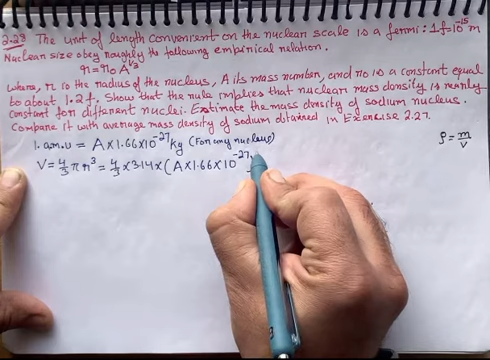 2.28 The unit of length convenient on the nuclear scale is a fermi: 1f=10⁻¹⁵ m
Nuclear size obey roughly the following empirical relation.
r = r₀ A^1/3
where, r is the radius of the nucleus, A its mass number, and r₀ is a constant equal
to about 1.2 f. Show that the rule implies that nuclear mass density is nearly
constant for different nuclei. Estimate the mass density of sodium nucleus.
Compare it with average mass density of sodium obtained in Exercise 2.27.
1. a.m.u = A×1.66×10⁻²⁷ kg (For any nucleus)
ρ = m/v
V = 4/3 π r³ = 4/3 × 3.14 × (A×1.66×10⁻²⁷